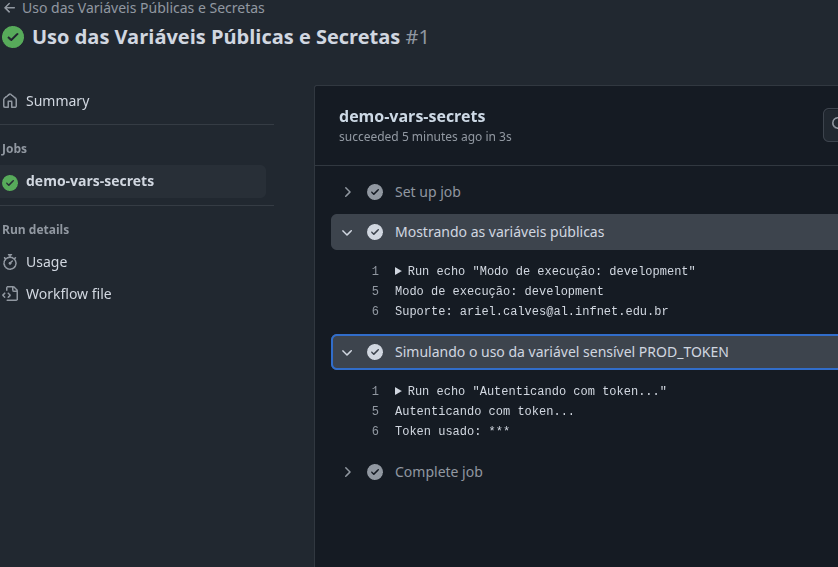 ← Uso das Variáveis Públicas e Secretas
Uso das Variáveis Públicas e Secretas #1
Summary
Jobs
demo-vars-secrets
Run details
Usage
Workflow file
demo-vars-secrets
succeeded 5 minutes ago in 3s
Set up job
Mostrando as variáveis públicas
1 ▶ Run echo "Modo de execução: development"
5 Modo de execução: development
6 Suporte: ariel.calves@al.infnet.edu.br
Simulando o uso da variável sensível PROD_TOKEN
1 ▶ Run echo "Autenticando com token..."
5 Autenticando com token...
6 Token usado: ***
Complete job